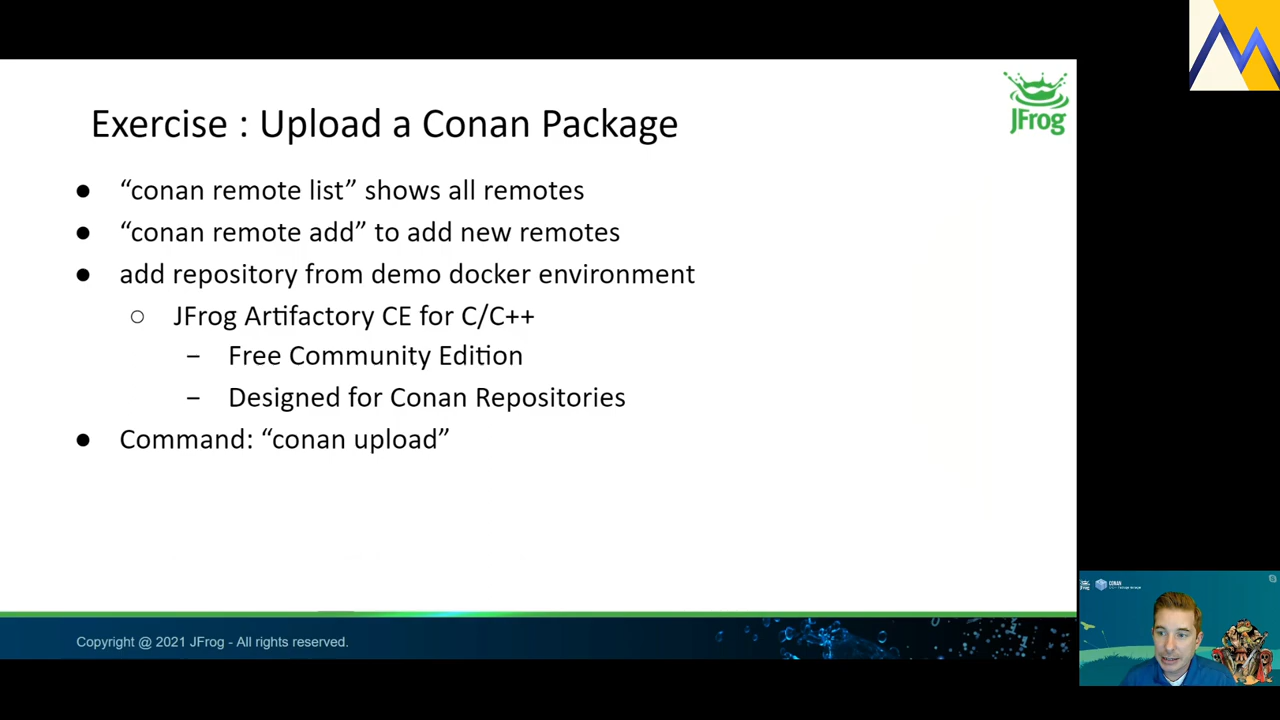 JFrog
Exercise : Upload a Conan Package
● “conan remote list” shows all remotes
● “conan remote add” to add new remotes
● add repository from demo docker environment
○ JFrog Artifactory CE for C/C++
− Free Community Edition
− Designed for Conan Repositories
● Command: “conan upload”
Copyright @ 2021 JFrog - All rights reserved.
CONAN